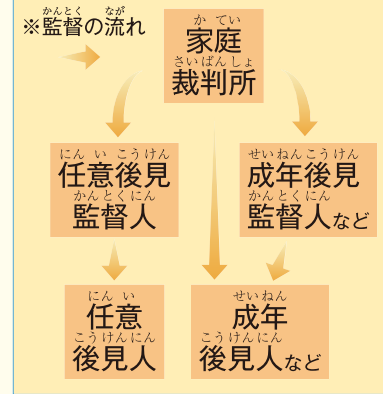 かんとく なが
※監督の流れ
か てい
家庭
さいばんしょ
裁判所
にん い こうけん
任意後見
かんとくにん
監督人
せいねんこうけん
成年後見
かんとくにん
監督人など
にん い
任意
こうけんにん
後見人
せいねん
成年
こうけんにん
後見人など